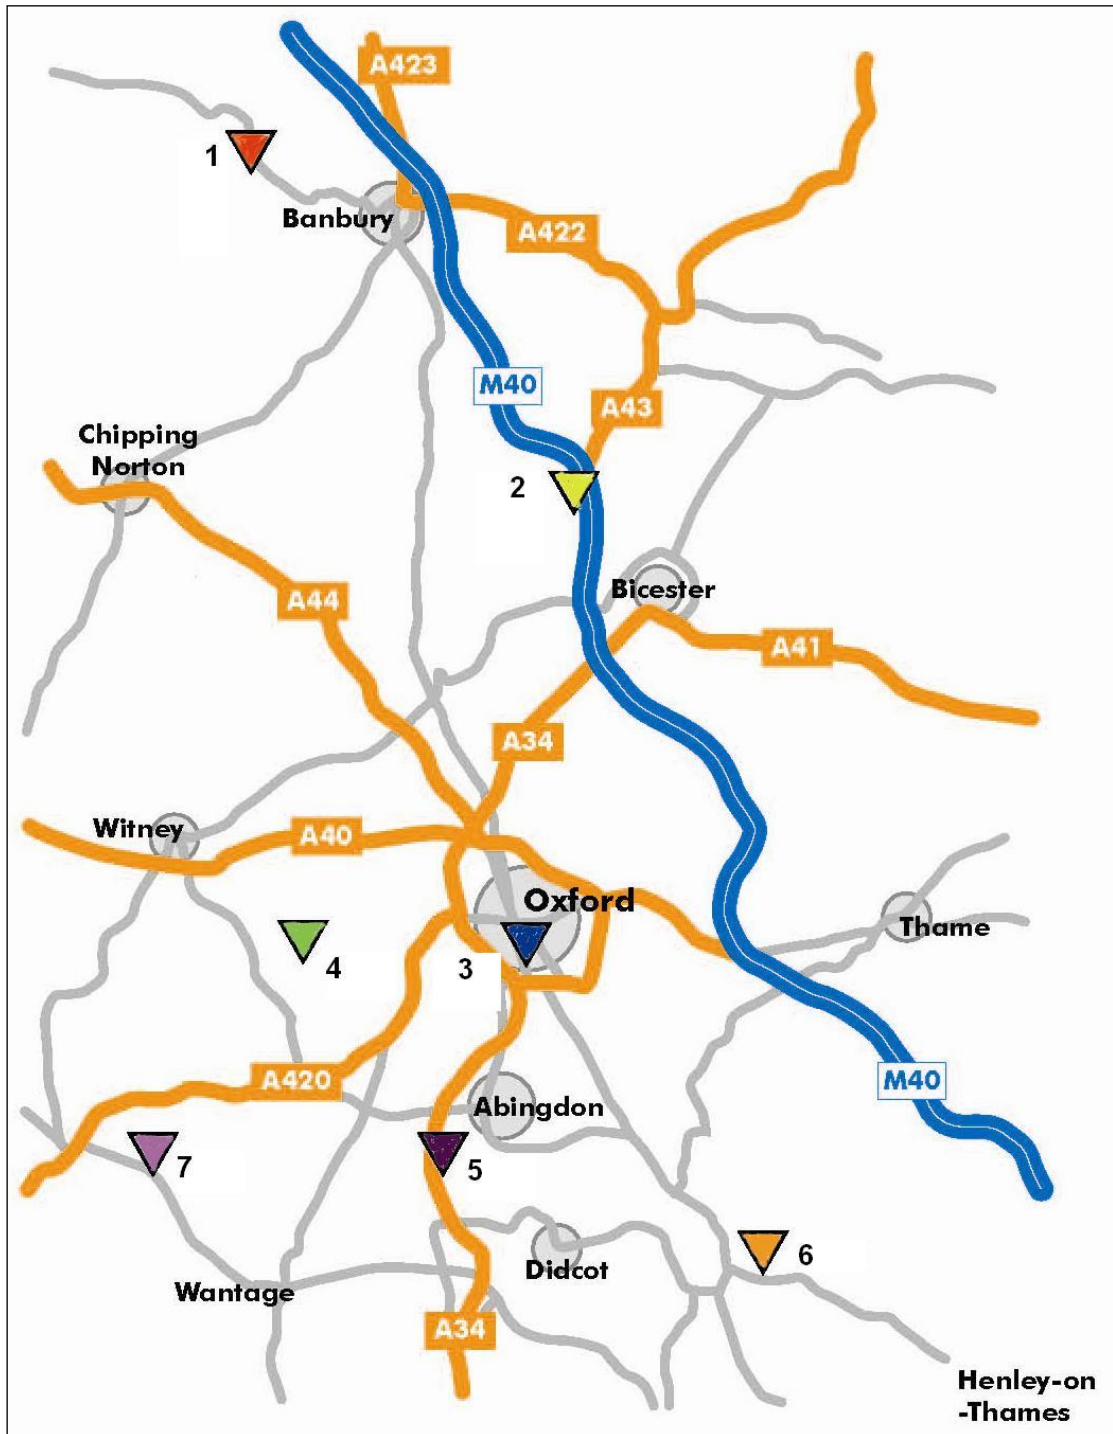 A423
1
Banbury
A422
M40
A43
Chipping
Norton
2
Bicester
A44
A41
A34
Witney
A40
Oxford
Thame
4
3
A420
M40
Abingdon
7
5
6
Didcot
Wantage
A34
Henley-on
-Thames